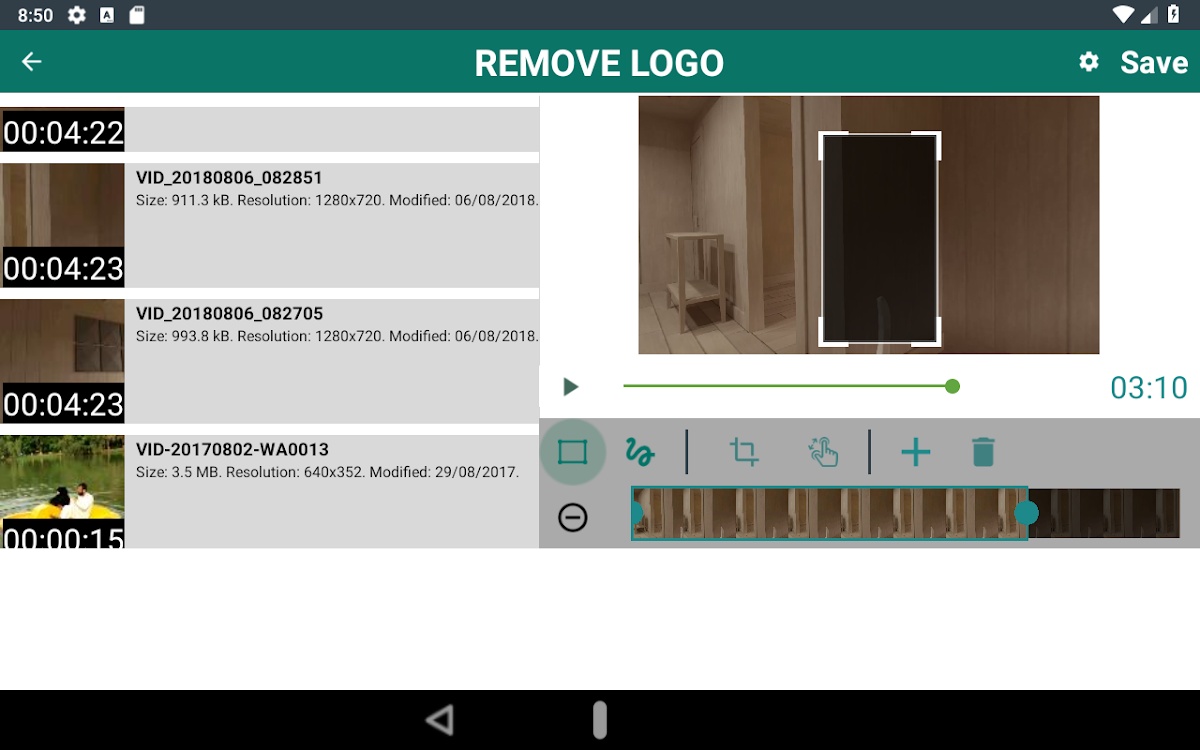 8:50
REMOVE LOGO
Save
00:04:22
VID_20180806_082851
Size: 911.3 kB. Resolution: 1280x720. Modified: 06/08/2018.
00:04:23
VID_20180806_082705
Size: 993.8 kB. Resolution: 1280x720. Modified: 06/08/2018.
00:04:23
VID-20170802-WA0013
Size: 3.5 MB. Resolution: 640x352. Modified: 29/08/2017.
00:00:15
03:10